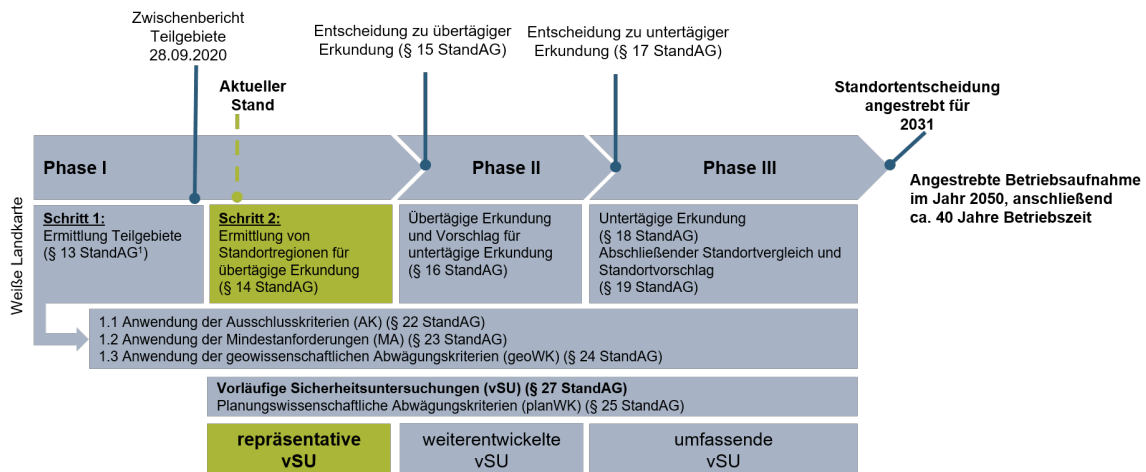 Zwischenbericht
Teilgebiete
28.09.2020
Aktueller
Stand
Entscheidung zu übertägiger
Erkundung (§ 15 StandAG)
Entscheidung zu untertägiger
Erkundung (§ 17 StandAG)
Standortentscheidung
angestrebt für
2031
Phase I
Phase II
Phase III
Angestrebte Betriebsaufnahme
im Jahr 2050, anschließend
ca. 40 Jahre Betriebszeit
Weiße Landkarte
Schritt 1:
Ermittlung Teilgebiete
(§ 13 StandAG¹)
Schritt 2:
Ermittlung von
Standortregionen für
übertägige Erkundung
(§ 14 StandAG)
Übertägige Erkundung
und Vorschlag für
untertägige Erkundung
(§ 16 StandAG)
Untertägige Erkundung
(§ 18 StandAG)
Abschließender Standortvergleich und
Standortvorschlag
(§ 19 StandAG)
1.1 Anwendung der Ausschlusskriterien (AK) (§ 22 StandAG)
1.2 Anwendung der Mindestanforderungen (MA) (§ 23 StandAG)
1.3 Anwendung der geowissenschaftlichen Abwägungskriterien (geoWK) (§ 24 StandAG)
Vorläufige Sicherheitsuntersuchungen (vSU) (§ 27 StandAG)
Planungswissenschaftliche Abwägungskriterien (planWK) (§ 25 StandAG)
repräsentative
vSU
weiterentwickelte
vSU
umfassende
vSU